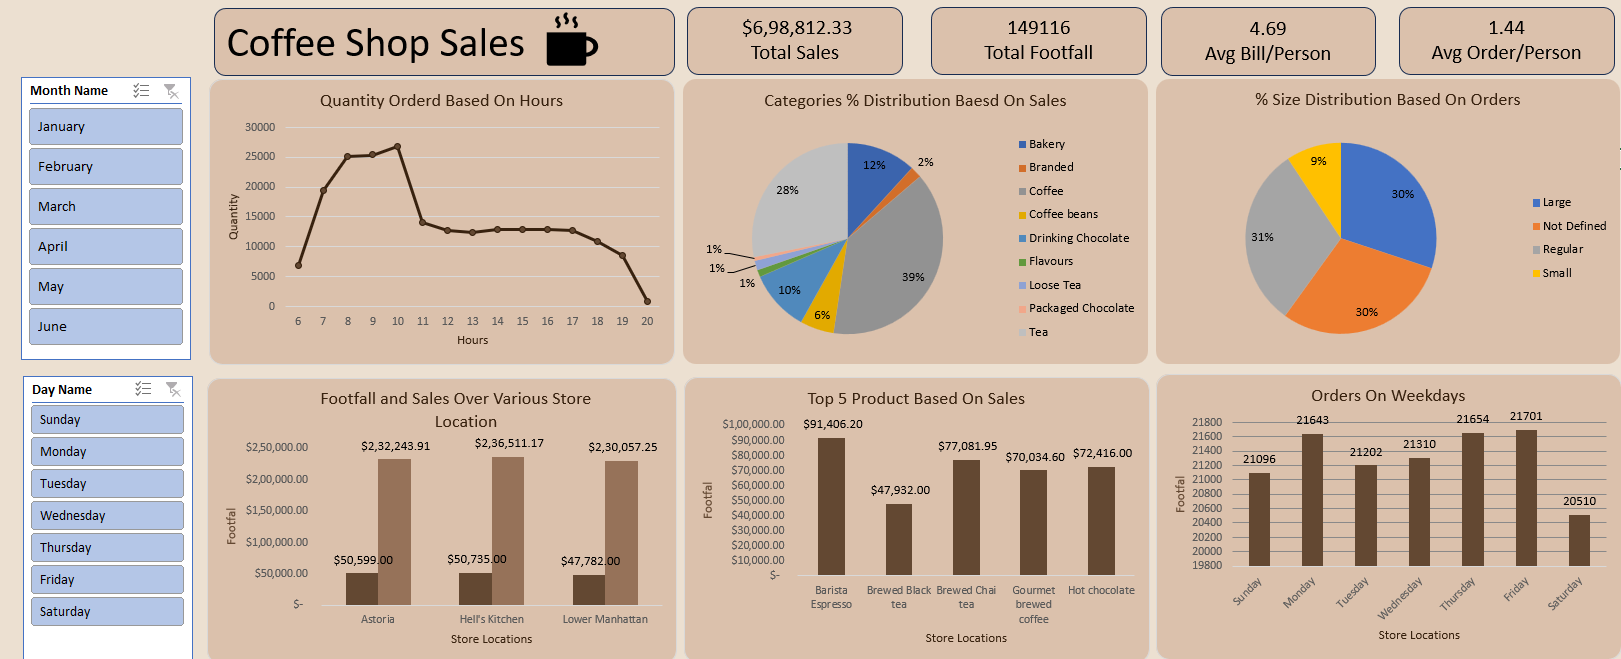 Coffee Shop Sales
$6,98,812.33
Total Sales
149116
Total Footfall
4.69
Avg Bill/Person
1.44
Avg Order/Person
Month Name
January
February
March
April
May
June
Day Name
Sunday
Monday
Tuesday
Wednesday
Thursday
Friday
Saturday
Quantity Orderd Based On Hours
30000
25000
20000
15000
10000
5000
0
Quantity
6 7 8 9 10 11 12 13 14 15 16 17 18 19 20
Hours
Categories % Distribution Baesd On Sales
12%
2%
39%
6%
10%
1%
1%
1%
28%
Bakery
Branded
Coffee
Coffee beans
Drinking Chocolate
Flavours
Loose Tea
Packaged Chocolate
Tea
% Size Distribution Based On Orders
30%
30%
31%
9%
Large
Not Defined
Regular
Small
Footfall and Sales Over Various Store
Location
$2,50,000.00
$2,00,000.00
$1,50,000.00
$1,00,000.00
$50,000.00
$-
Footfal
$2,32,243.91
$2,36,511.17
$2,30,057.25
$50,599.00
$50,735.00
$47,782.00
Astoria
Hell's Kitchen
Lower Manhattan
Store Locations
Top 5 Product Based On Sales
$1,00,000.00
$90,000.00
$80,000.00
$70,000.00
$60,000.00
$50,000.00
$40,000.00
$30,000.00
$20,000.00
$10,000.00
$-
Footfal
$91,406.20
$47,932.00
$77,081.95
$70,034.60
$72,416.00
Barista
Espresso
Brewed Black
tea
Brewed Chai
tea
Gourmet
brewed
coffee
Hot chocolate
Store Locations
Orders On Weekdays
21800
21600
21400
21200
21000
20800
20600
20400
20200
20000
19800
Footfal
21096
21643
21202
21310
21654
21701
20510
Sunday
Monday
Tuesday
Wednesday
Thursday
Friday
Saturday
Store Locations